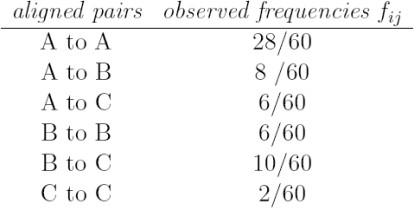 aligned pairs observed frequencies fij
A to A 28/60
A to B 8 /60
A to C 6/60
B to B 6/60
B to C 10/60
C to C 2/60